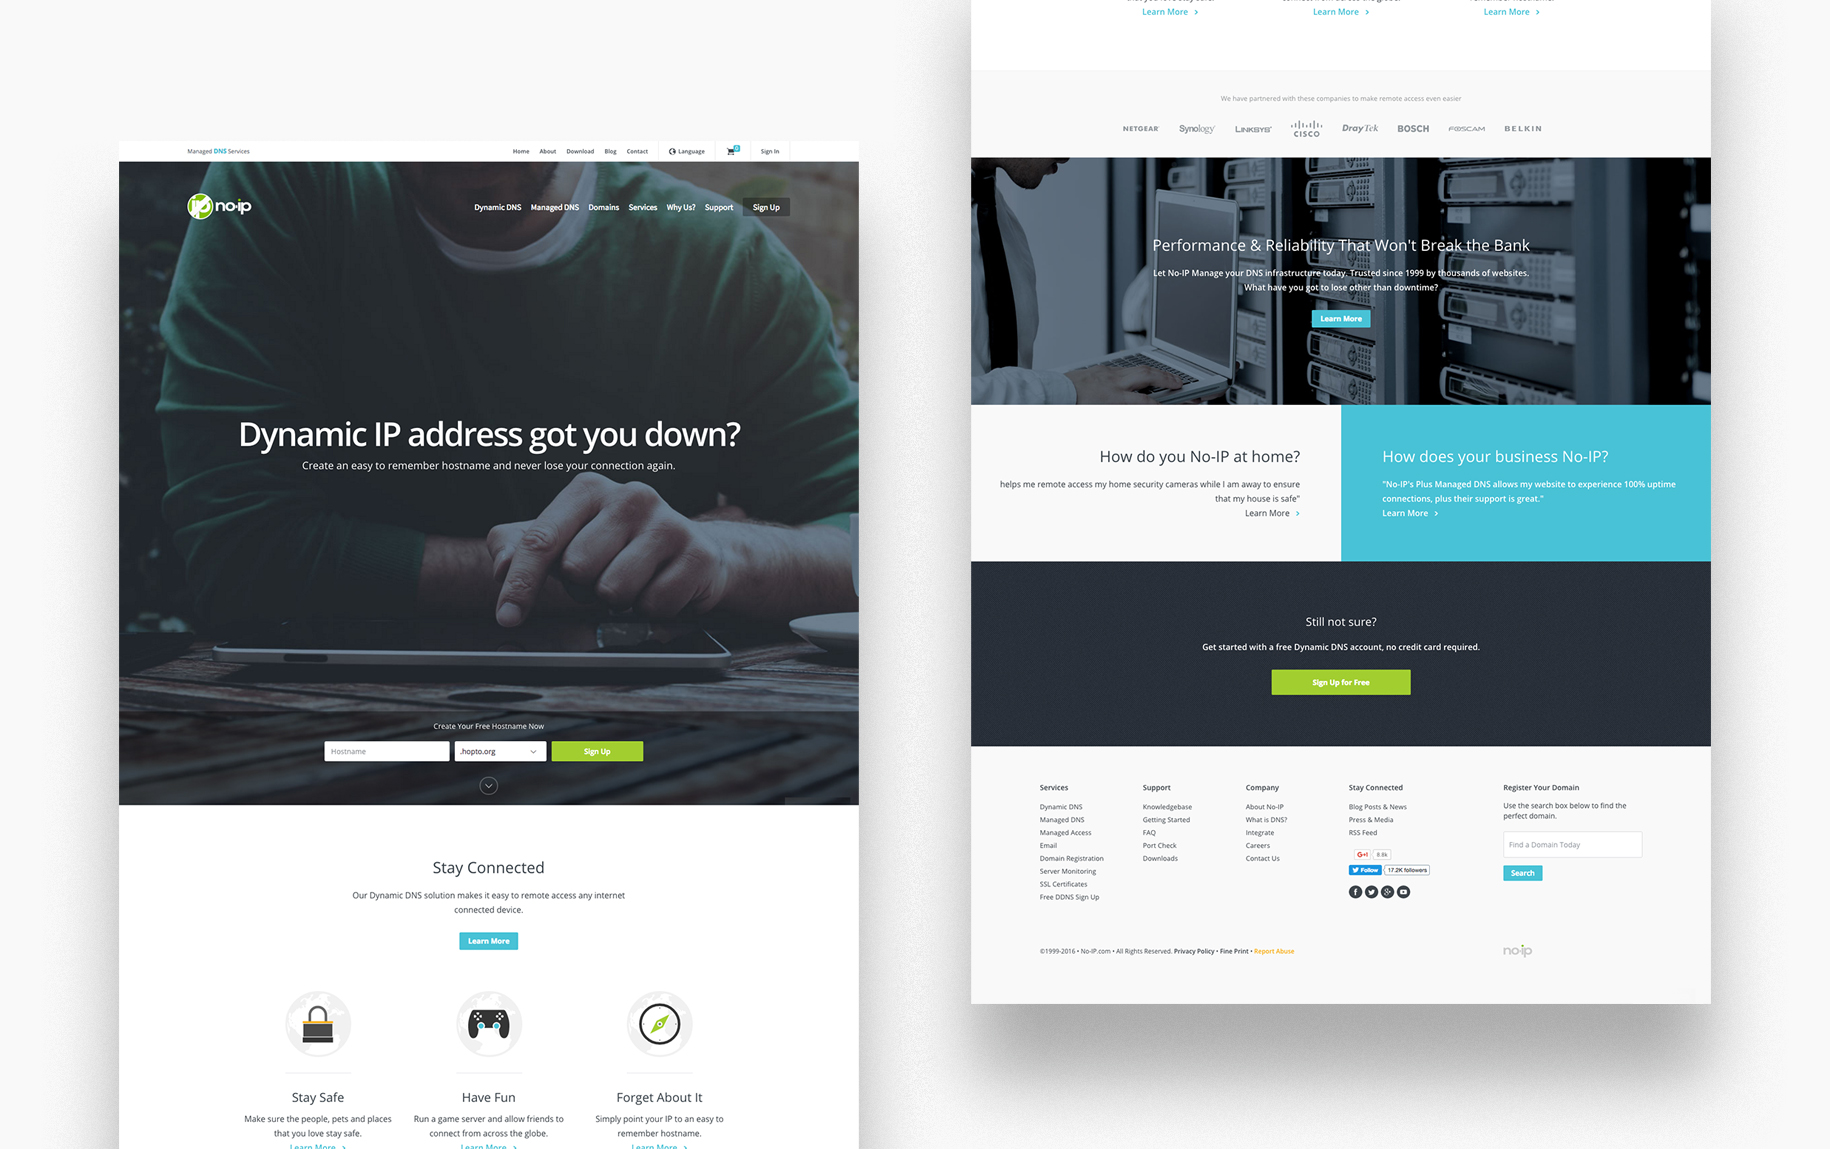 Managed DNS Services
Home About Download Blog Contact Language 0 Sign In
no-ip
Dynamic DNS Managed DNS Domains Services Why Us? Support Sign Up
Dynamic IP address got you down?
Create an easy to remember hostname and never lose your connection again.
Create Your Free Hostname Now
Hostname .hopto.org Sign Up
Stay Connected
Our Dynamic DNS solution makes it easy to remote access any internet
connected device.
Learn More
Stay Safe
Make sure the people, pets and places
that you love stay safe.
Learn More
Have Fun
Run a game server and allow friends to
connect from across the globe.
Learn More
Forget About It
Simply point your IP to an easy to
remember hostname.
Learn More
that you love stay safe.
Learn More
connect from across the globe.
Learn More
remember hostname.
Learn More
We have partnered with these companies to make remote access even easier
NETGEAR Synology LINKSYS CISCO DrayTek BOSCH FOSCAM BELKIN
Performance & Reliability That Won't Break the Bank
Let No-IP Manage your DNS infrastructure today. Trusted since 1999 by thousands of websites.
What have you got to lose other than downtime?
Learn More
How do you No-IP at home?
helps me remote access my home security cameras while I am away to ensure
that my house is safe"
Learn More
How does your business No-IP?
"No-IP's Plus Managed DNS allows my website to experience 100% uptime
connections, plus their support is great."
Learn More
Still not sure?
Get started with a free Dynamic DNS account, no credit card required.
Sign Up for Free
Services
Dynamic DNS
Managed DNS
Managed Access
Email
Domain Registration
Server Monitoring
SSL Certificates
Free DDNS Sign Up
Support
Knowledgebase
Getting Started
FAQ
Port Check
Downloads
Company
About No-IP
What is DNS?
Integrate
Careers
Contact Us
Stay Connected
Blog Posts & News
Press & Media
RSS Feed
G+1 8.8k
Follow 17.2K followers
Register Your Domain
Use the search box below to find the
perfect domain.
Find a Domain Today
Search
©1999-2016 • No-IP.com • All Rights Reserved. Privacy Policy • Fine Print • Report Abuse
no-ip